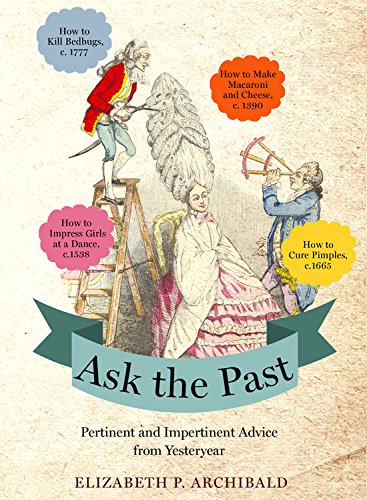 How to
Kill Bedbugs,
c. 1777
How to Make
Macaroni
and Cheese,
c. 1390
How to
Impress Girls
at a Dance,
c.1538
How to
Cure Pimples,
c.1665
Ask the Past
Pertinent and Impertinent Advice
from Yesteryear
ELIZABETH P. ARCHIBALD